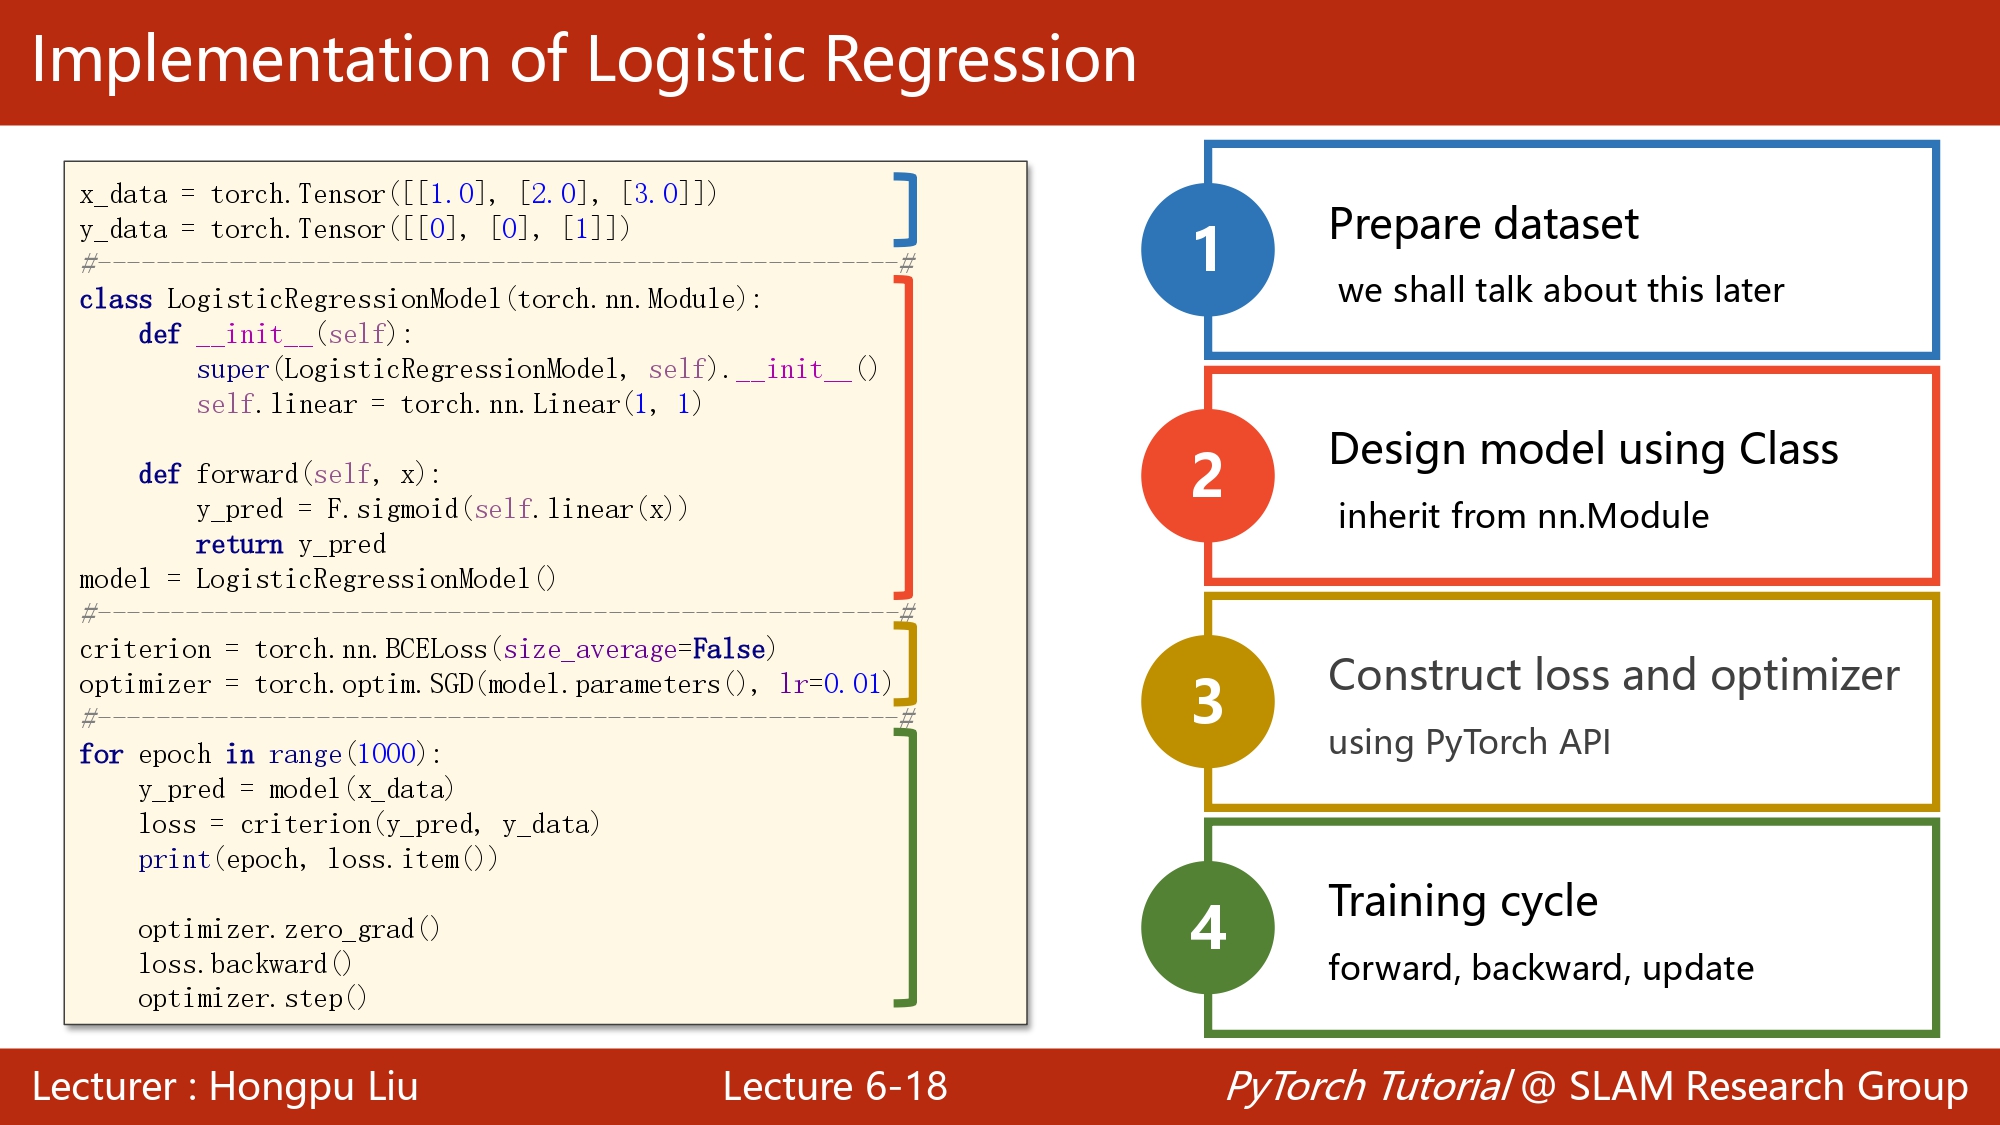 Implementation of Logistic Regression
x_data = torch.Tensor([[1.0], [2.0], [3.0]])
y_data = torch.Tensor([[0], [0], [1]])
#-------------------------------------------------------#
class LogisticRegressionModel(torch.nn.Module):
    def __init__(self):
        super(LogisticRegressionModel, self).__init__()
        self.linear = torch.nn.Linear(1, 1)

    def forward(self, x):
        y_pred = F.sigmoid(self.linear(x))
        return y_pred
model = LogisticRegressionModel()
#-------------------------------------------------------#
criterion = torch.nn.BCELoss(size_average=False)
optimizer = torch.optim.SGD(model.parameters(), lr=0.01)
#-------------------------------------------------------#
for epoch in range(1000):
    y_pred = model(x_data)
    loss = criterion(y_pred, y_data)
    print(epoch, loss.item())

    optimizer.zero_grad()
    loss.backward()
    optimizer.step()
1
Prepare dataset
we shall talk about this later
2
Design model using Class
inherit from nn.Module
3
Construct loss and optimizer
using PyTorch API
4
Training cycle
forward, backward, update
Lecturer : Hongpu Liu
Lecture 6-18
PyTorch Tutorial @ SLAM Research Group